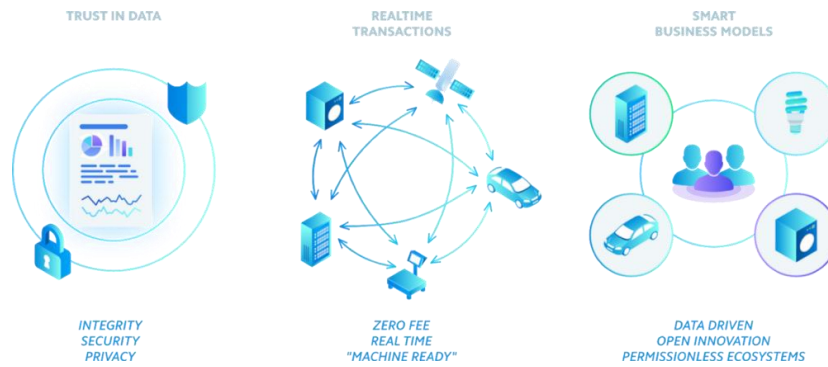 TRUST IN DATA
INTEGRITY
SECURITY
PRIVACY
REALTIME
TRANSACTIONS
ZERO FEE
REAL TIME
"MACHINE READY"
SMART
BUSINESS MODELS
DATA DRIVEN
OPEN INNOVATION
PERMISSIONLESS ECOSYSTEMS